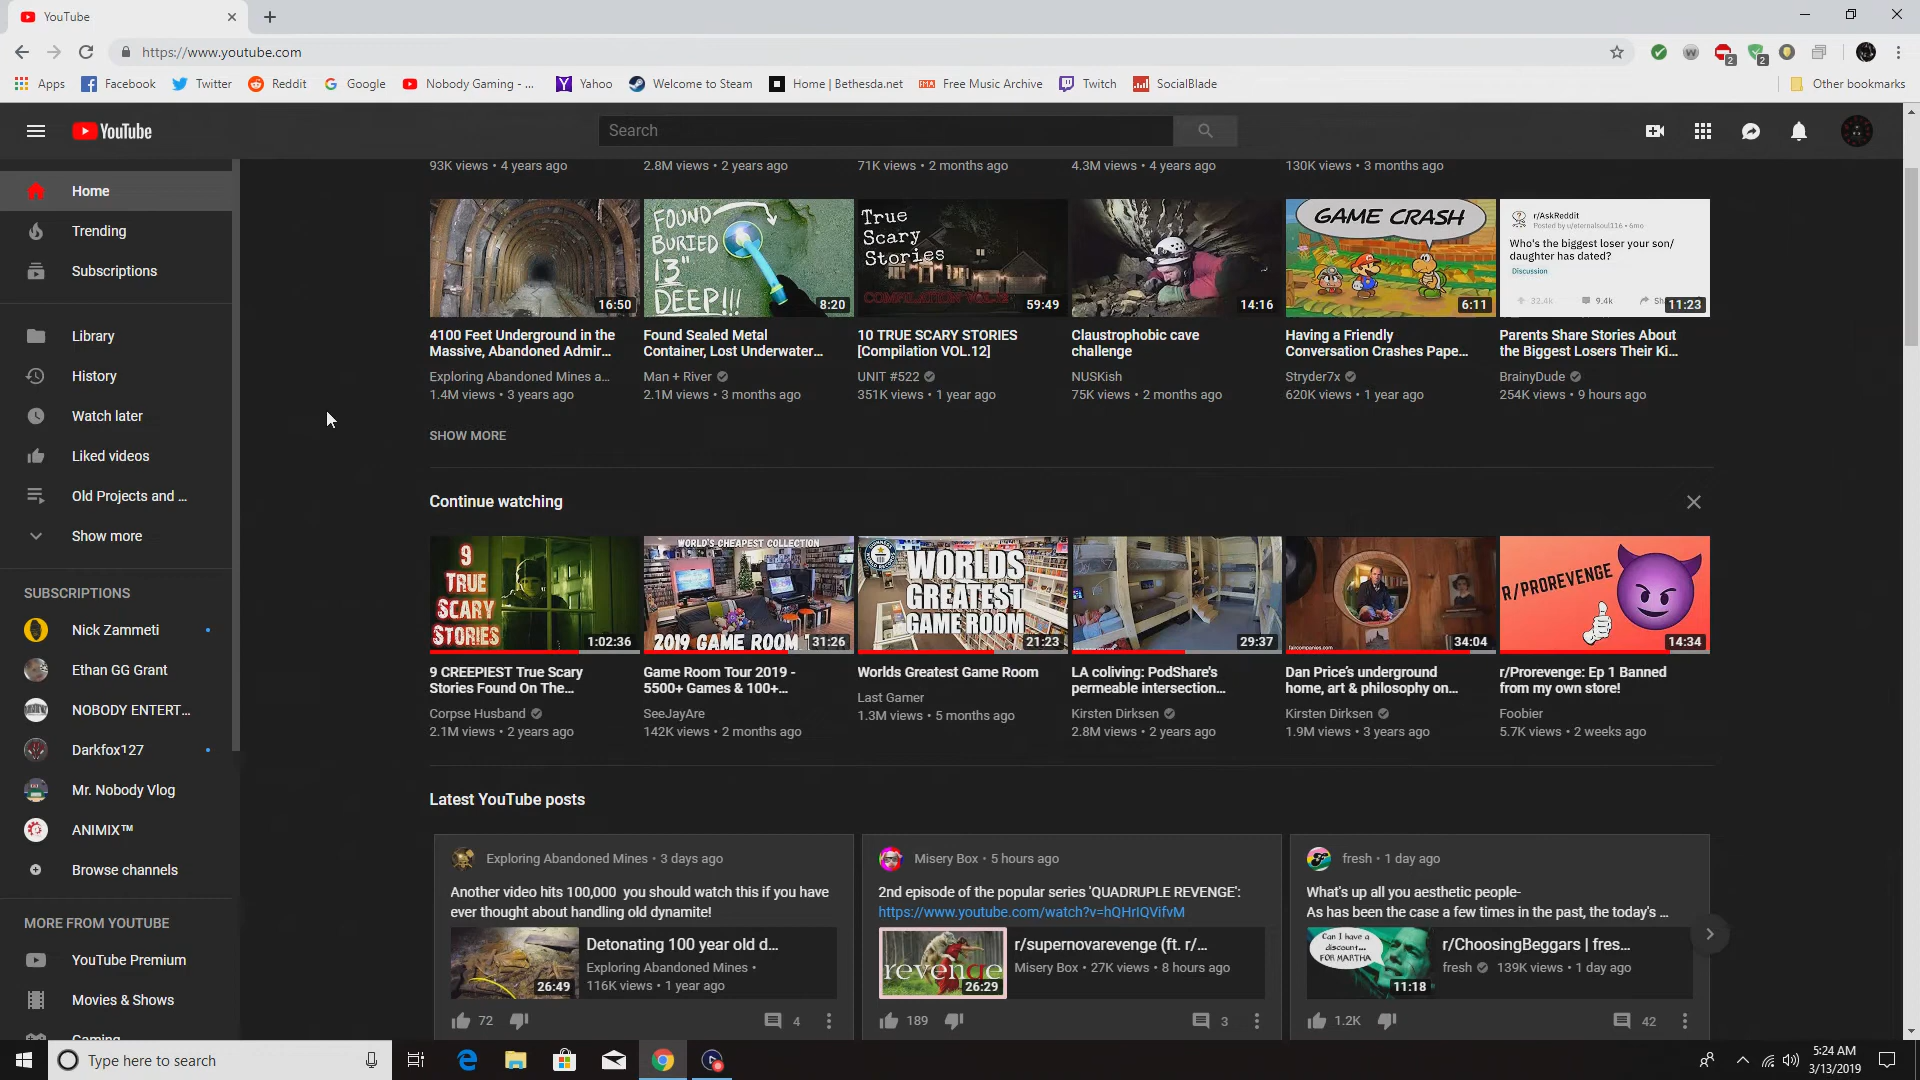 YouTube
https://www.youtube.com
2
2
Apps
Facebook
Twitter
Reddit
Google
Nobody Gaming - ...
Yahoo
Welcome to Steam
Home | Bethesda.net
Free Music Archive
Twitch
SocialBlade
Other bookmarks
YouTube
Search
Home
Trending
Subscriptions
Library
History
Watch later
Liked videos
Old Projects and ...
Show more
SUBSCRIPTIONS
Nick Zammeti
Ethan GG Grant
NOBODY ENTERT...
Darkfox127
Mr. Nobody Vlog
ANIMIX™
Browse channels
MORE FROM YOUTUBE
YouTube Premium
Movies & Shows
Gaming
93K views • 4 years ago
2.8M views • 2 years ago
71K views • 2 months ago
4.3M views • 4 years ago
130K views • 3 months ago
16:50
4100 Feet Underground in the
Massive, Abandoned Admir...
Exploring Abandoned Mines a...
1.4M views • 3 years ago
FOUND
BURIED
13"
DEEP!!!
8:20
Found Sealed Metal
Container, Lost Underwater...
Man + River
2.1M views • 3 months ago
True
Scary
Stories
COMPILATION VOL.12
59:49
10 TRUE SCARY STORIES
[Compilation VOL.12]
UNIT #522
351K views • 1 year ago
14:16
Claustrophobic cave
challenge
NUSKish
75K views • 2 months ago
GAME CRASH
6:11
Having a Friendly
Conversation Crashes Pape...
Stryder7x
620K views • 1 year ago
r/AskReddit
Who's the biggest loser your son/
daughter has dated?
Discussion
32.4k
9.4k
Sh
11:23
Parents Share Stories About
the Biggest Losers Their Ki...
BrainyDude
254K views • 9 hours ago
SHOW MORE
Continue watching
9
TRUE
SCARY
STORIES
1:02:36
9 CREEPIEST True Scary
Stories Found On The...
Corpse Husband
2.1M views • 2 years ago
WORLD'S CHEAPEST COLLECTION
2019 GAME ROOM
31:26
Game Room Tour 2019 -
5500+ Games & 100+...
SeeJayAre
142K views • 2 months ago
WORLDS
GREATEST
GAME ROOM
21:23
Worlds Greatest Game Room
Last Gamer
1.3M views • 5 months ago
29:37
LA coliving: PodShare's
permeable intersection...
Kirsten Dirksen
2.8M views • 2 years ago
faircompanies.com
34:04
Dan Price's underground
home, art & philosophy on...
Kirsten Dirksen
1.9M views • 3 years ago
R/PROREVENGE
14:34
r/Prorevenge: Ep 1 Banned
from my own store!
Foobier
5.7K views • 2 weeks ago
Latest YouTube posts
Exploring Abandoned Mines • 3 days ago
Another video hits 100,000 you should watch this if you have
ever thought about handling old dynamite!
26:49
Detonating 100 year old d...
Exploring Abandoned Mines •
116K views • 1 year ago
72
4
Misery Box • 5 hours ago
2nd episode of the popular series 'QUADRUPLE REVENGE':
https://www.youtube.com/watch?v=hQHrIQVifvM
revenge
26:29
r/supernovarevenge (ft. r/...
Misery Box • 27K views • 8 hours ago
189
3
fresh • 1 day ago
What's up all you aesthetic people-
As has been the case a few times in the past, the today's ...
Can I have a
discount...
FOR MARTHA
11:18
r/ChoosingBeggars | fres...
fresh
139K views • 1 day ago
1.2K
42
Type here to search
5:24 AM
3/13/2019